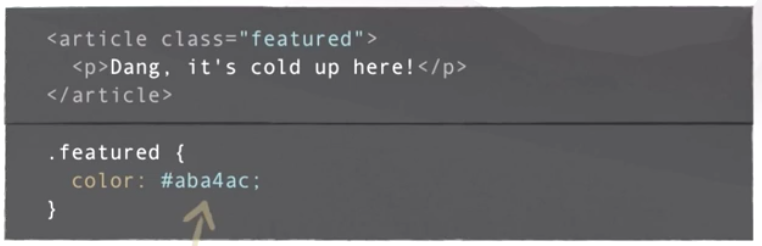 <article class="featured">
<p>Dang, it's cold up here!</p>
</article>
.featured {
color: #aba4ac;
}